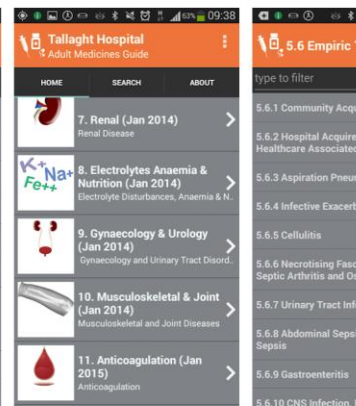 63% 09:38
Tallaght Hospital
Adult Medicines Guide
HOME SEARCH ABOUT
7. Renal (Jan 2014)
Renal Disease
K+ Na+ Fe++
8. Electrolytes Anaemia &
Nutrition (Jan 2014)
Electrolyte Disturbances, Anaemia & N..
9. Gynaecology & Urology
(Jan 2014)
Gynaecology and Urinary Tract Disord..
10. Musculoskeletal & Joint
(Jan 2014)
Musculoskeletal and Joint Diseases
11. Anticoagulation (Jan
2015)
Anticoagulation
5.6 Empiric
type to filter
5.6.1 Community Acqu
5.6.2 Hospital Acquire
Healthcare Associated
5.6.3 Aspiration Pneu
5.6.4 Infective Exacerb
5.6.5 Cellulitis
5.6.6 Necrotising Fasc
Septic Arthritis and Os
5.6.7 Urinary Tract Inf
5.6.8 Abdominal Seps
Sepsis
5.6.9 Gastroenteritis
5.6.10 CNS Infection,